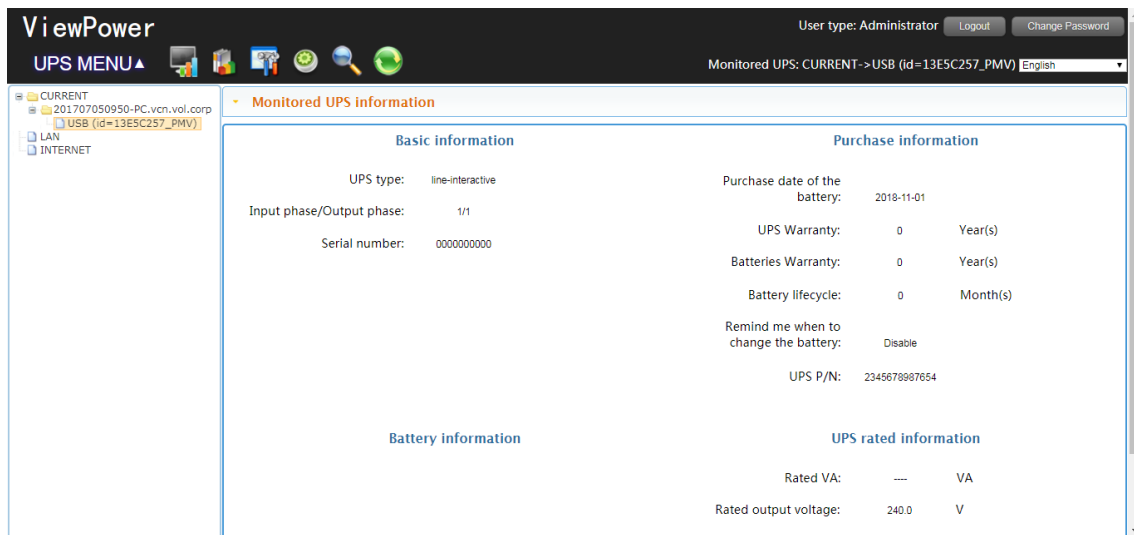 ViewPower
User type: Administrator Logout Change Password
UPS MENU▲
Monitored UPS: CURRENT->USB (id=13E5C257_PMV) English
CURRENT
201707050950-PC.vcn.vol.corp
USB (id=13E5C257_PMV)
LAN
INTERNET
Monitored UPS information
Basic information
UPS type: line-interactive
Input phase/Output phase: 1/1
Serial number: 0000000000
Purchase information
Purchase date of the
battery: 2018-11-01
UPS Warranty: 0 Year(s)
Batteries Warranty: 0 Year(s)
Battery lifecycle: 0 Month(s)
Remind me when to
change the battery: Disable
UPS P/N: 2345678987654
Battery information
UPS rated information
Rated VA: ---- VA
Rated output voltage: 240.0 V